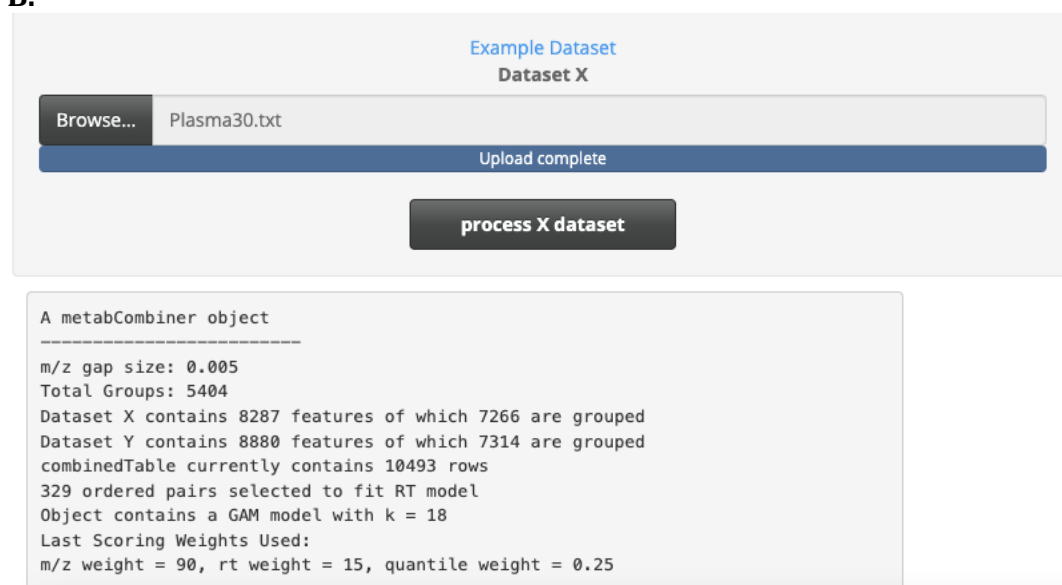 B.
Example Dataset
Dataset X
Browse... Plasma30.txt
Upload complete
process X dataset
A metabCombiner object
--------------------------
m/z gap size: 0.005
Total Groups: 5404
Dataset X contains 8287 features of which 7266 are grouped
Dataset Y contains 8880 features of which 7314 are grouped
combinedTable currently contains 10493 rows
329 ordered pairs selected to fit RT model
Object contains a GAM model with k = 18
Last Scoring Weights Used:
m/z weight = 90, rt weight = 15, quantile weight = 0.25